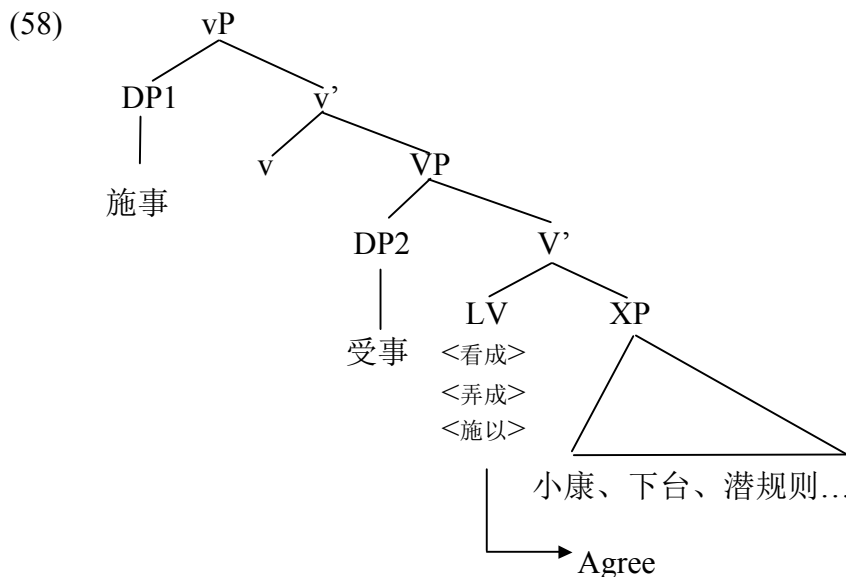 (58)
vP
DP1 v’
施事
v VP
DP2 V’
受事
LV XP
<看成>
<弄成>
<施以>
小康、下台、潜规则…
Agree